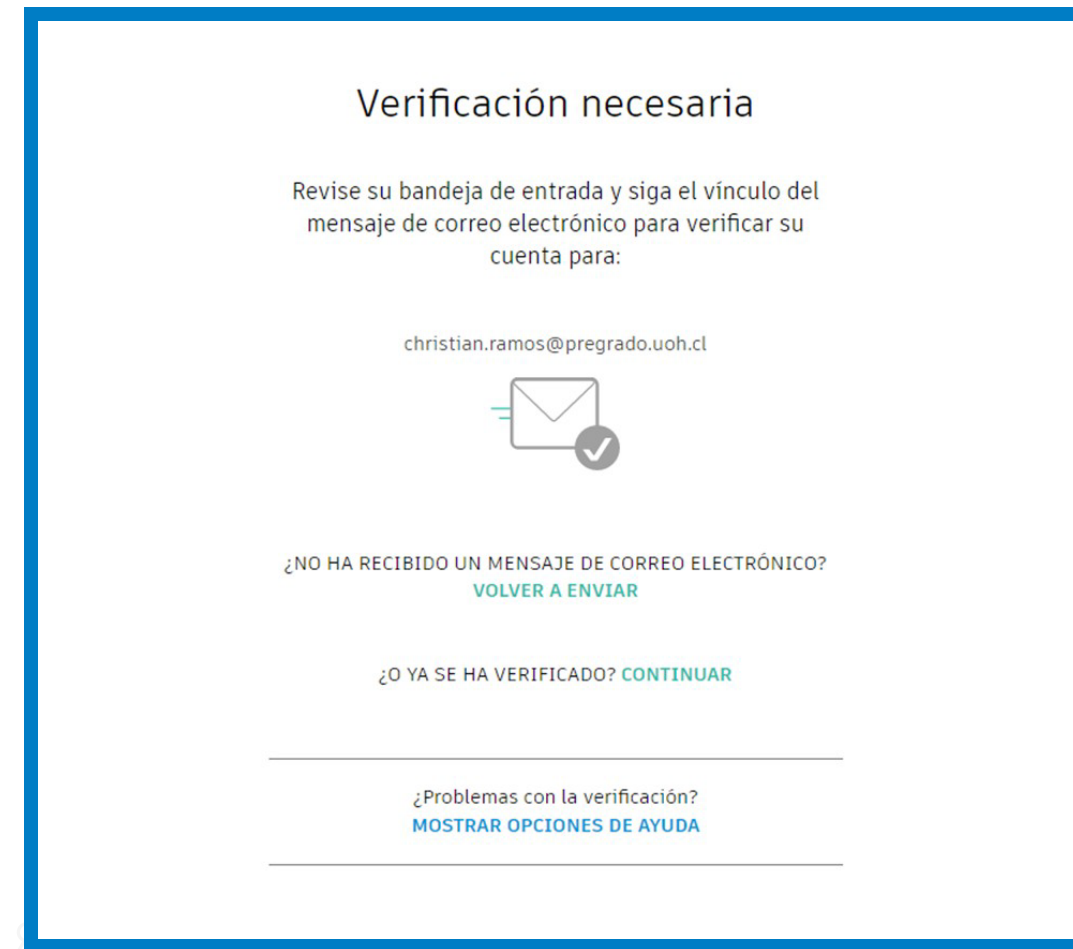 Verificación necesaria
Revise su bandeja de entrada y siga el vínculo del
mensaje de correo electrónico para verificar su
cuenta para:
christian.ramos@pregrado.uoh.cl
¿NO HA RECIBIDO UN MENSAJE DE CORREO ELECTRÓNICO?
VOLVER A ENVIAR
¿O YA SE HA VERIFICADO? CONTINUAR
¿Problemas con la verificación?
MOSTRAR OPCIONES DE AYUDA